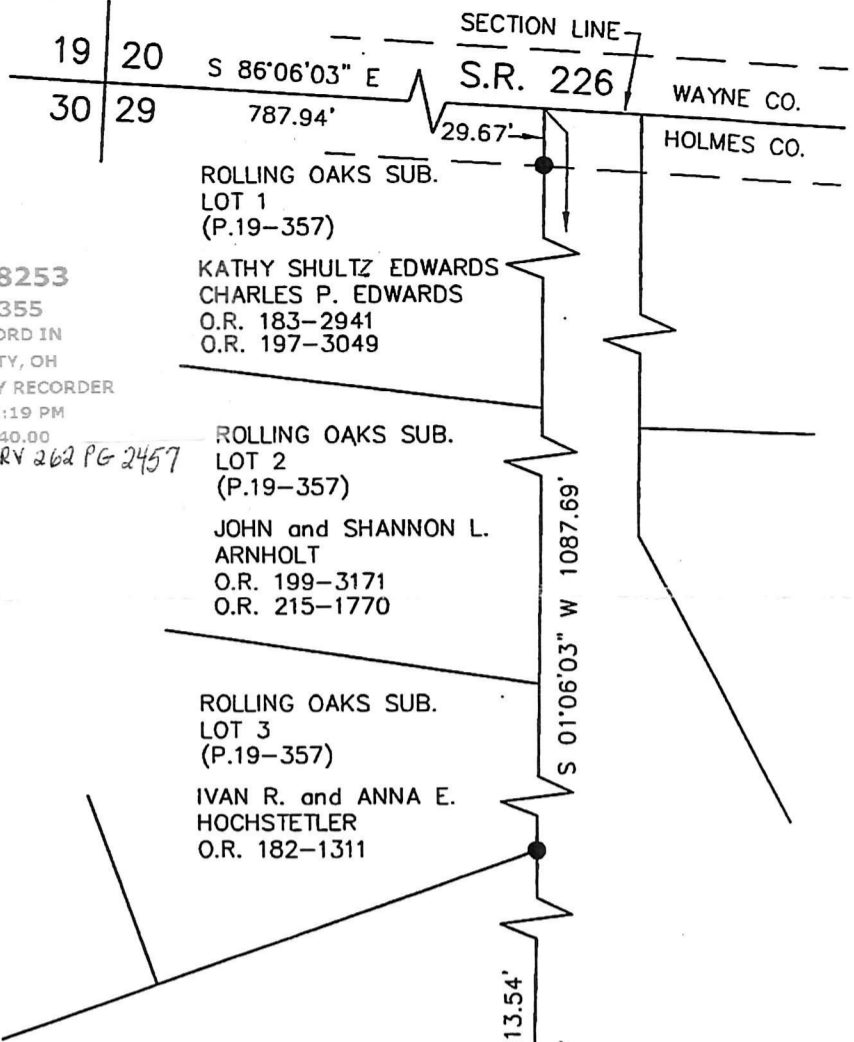 SECTION LINE
19 20
S 86°06'03" E
S.R. 226
WAYNE CO.
30 29
787.94'
29.67'
HOLMES CO.
ROLLING OAKS SUB.
LOT 1
(P.19-357)
KATHY SHULTZ EDWARDS
CHARLES P. EDWARDS
O.R. 183-2941
O.R. 197-3049
8253
355
ORD IN
TY, OH
Y RECORDER
:19 PM
40.00
RV 262 PG 2457
ROLLING OAKS SUB.
LOT 2
(P.19-357)
JOHN and SHANNON L.
ARNHOLT
O.R. 199-3171
O.R. 215-1770
S 01°06'03" W 1087.69'
ROLLING OAKS SUB.
LOT 3
(P.19-357)
IVAN R. and ANNA E.
HOCHSTETLER
O.R. 182-1311
13.54'